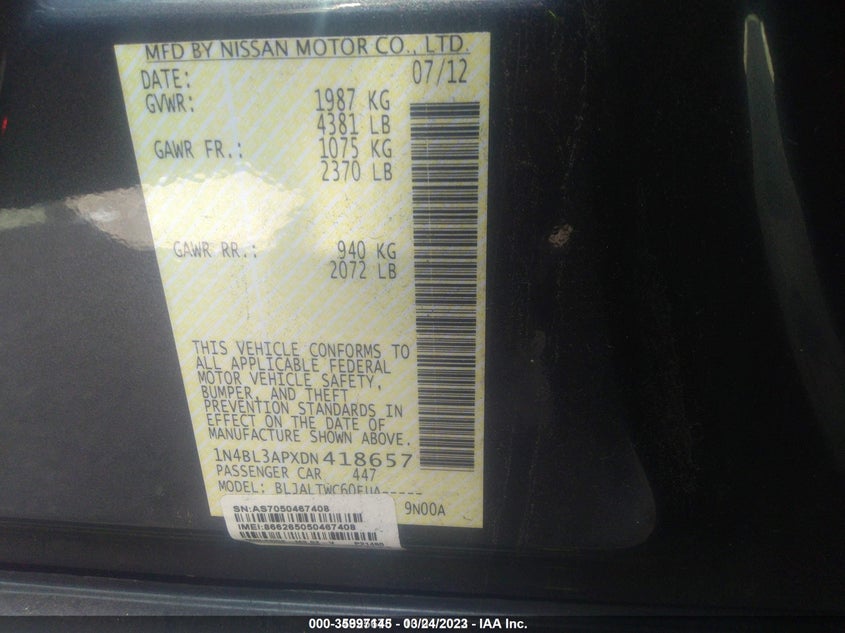 MFD BY NISSAN MOTOR CO., LTD.
DATE: 07/12
GVWR: 1987 KG
4381 LB
GAWR FR.: 1075 KG
2370 LB
GAWR RR.: 940 KG
2072 LB
THIS VEHICLE CONFORMS TO
ALL APPLICABLE FEDERAL
MOTOR VEHICLE SAFETY,
BUMPER, AND THEFT
PREVENTION STANDARDS IN
EFFECT ON THE DATE OF
MANUFACTURE SHOWN ABOVE.
1N4BL3APXDN418657
PASSENGER CAR 447
MODEL: BLJALTWC60EUA-----
9N00A
SN:AS7050467408
IMEI:866265050467408
03/24/2023 - IAA Inc.